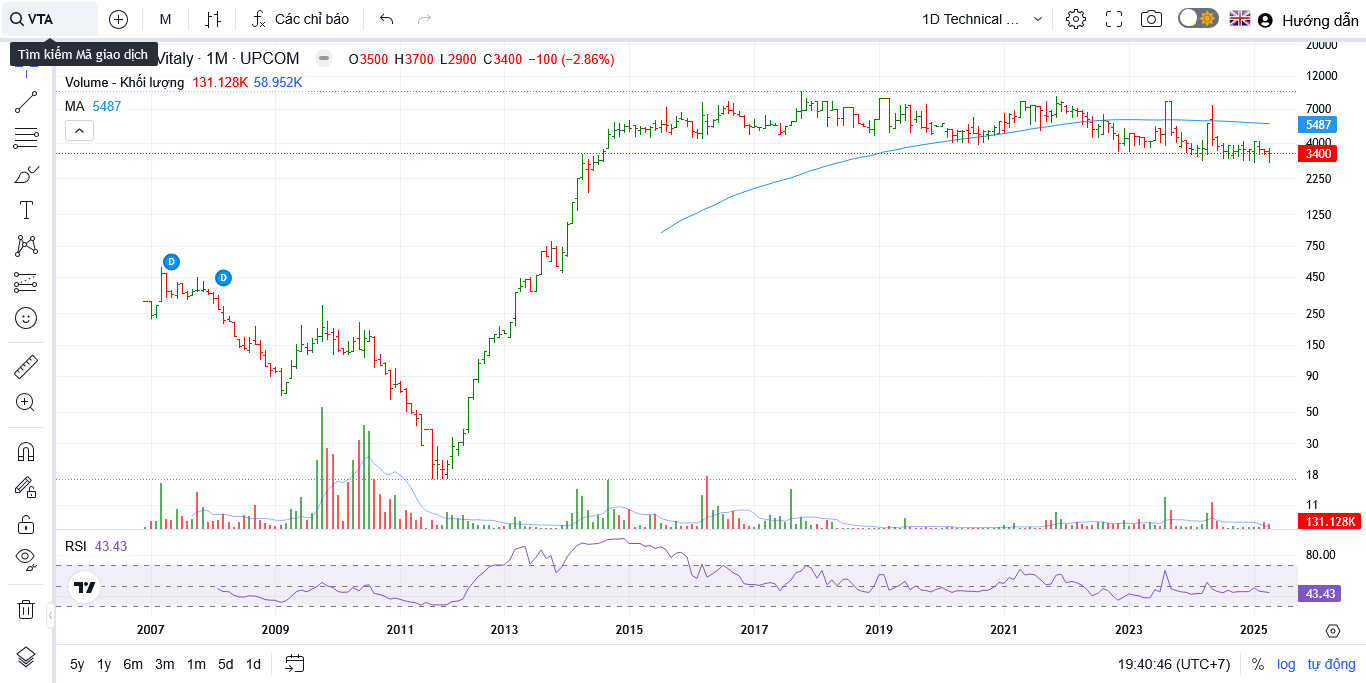 VTA
M
Các chỉ báo
1D Technical ...
Hướng dẫn
Tìm kiếm Mã giao dịch
Vitaly · 1M · UPCOM
O3500 H3700 L2900 C3400 −100 (−2.86%)
Volume - Khối lượng 131.128K 58.952K
MA 5487
20000
12000
7000
5487
4000
3400
2250
1250
750
450
250
150
90
50
30
18
11
131.128K
D
D
RSI 43.43
80.00
43.43
2007 2009 2011 2013 2015 2017 2019 2021 2023 2025
5y 1y 6m 3m 1m 5d 1d
19:40:46 (UTC+7) % log tự động